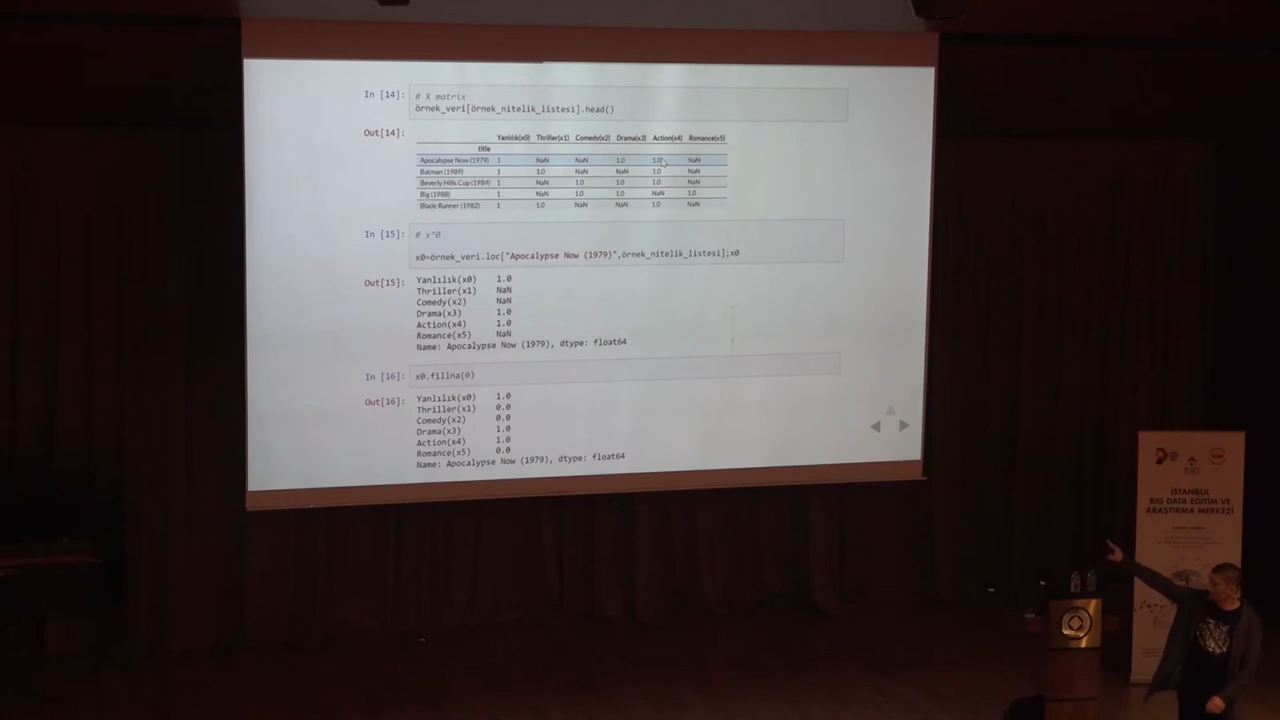 In [14]: # X matrix
örnek_veri[örnek_nitelik_listesi].head()
Out[14]:
Yanlılık(x0) Thriller(x1) Comedy(x2) Drama(x3) Action(x4) Romance(x5)
title
Apocalypse Now (1979) 1 NaN NaN 1.0 1.0 NaN
Batman (1989) 1 1.0 NaN NaN 1.0 NaN
Beverly Hills Cop (1984) 1 NaN 1.0 1.0 1.0 NaN
Big (1988) 1 NaN 1.0 1.0 NaN 1.0
Blade Runner (1982) 1 1.0 NaN NaN 1.0 NaN
In [15]: # x^0
x0=örnek_veri.loc["Apocalypse Now (1979)",örnek_nitelik_listesi];x0
Out[15]: Yanlılık(x0) 1.0
Thriller(x1) NaN
Comedy(x2) NaN
Drama(x3) 1.0
Action(x4) 1.0
Romance(x5) NaN
Name: Apocalypse Now (1979), dtype: float64
In [16]: x0.fillna(0)
Out[16]: Yanlılık(x0) 1.0
Thriller(x1) 0.0
Comedy(x2) 0.0
Drama(x3) 1.0
Action(x4) 1.0
Romance(x5) 0.0
Name: Apocalypse Now (1979), dtype: float64
BAU
İSTANBUL
BIG DATA EĞİTİM VE
ARAŞTIRMA MERKEZİ